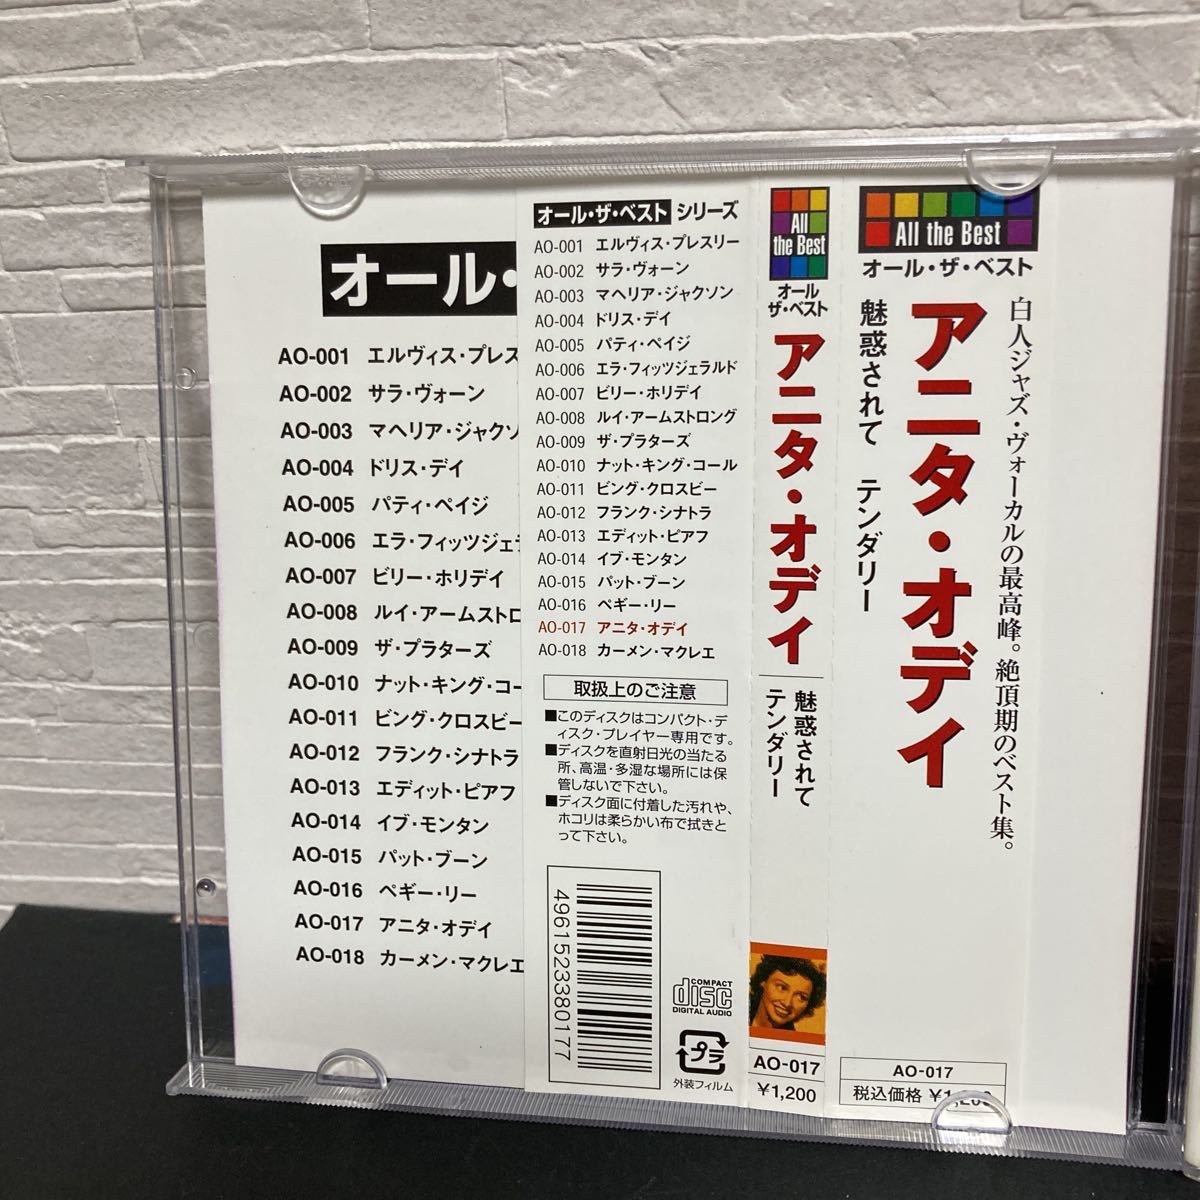 オール・
AO-001 エルヴィス・プレス
AO-002 サラ・ヴォーン
AO-003 マヘリア・ジャクソ
AO-004 ドリス・デイ
AO-005 パティ・ペイジ
AO-006 エラ・フィッツジェラ
AO-007 ビリー・ホリデイ
AO-008 ルイ・アームストロ
AO-009 ザ・プラターズ
AO-010 ナット・キング・コー
AO-011 ビング・クロスビー
AO-012 フランク・シナトラ
AO-013 エディット・ピアフ
AO-014 イブ・モンタン
AO-015 パット・ブーン
AO-016 ペギー・リー
AO-017 アニタ・オデイ
AO-018 カーメン・マクレエ
オール・ザ・ベスト シリーズ
AO-001 エルヴィス・プレスリー
AO-002 サラ・ヴォーン
AO-003 マヘリア・ジャクソン
AO-004 ドリス・デイ
AO-005 パティ・ペイジ
AO-006 エラ・フィッツジェラルド
AO-007 ビリー・ホリデイ
AO-008 ルイ・アームストロング
AO-009 ザ・プラターズ
AO-010 ナット・キング・コール
AO-011 ビング・クロスビー
AO-012 フランク・シナトラ
AO-013 エディット・ピアフ
AO-014 イブ・モンタン
AO-015 パット・ブーン
AO-016 ペギー・リー
AO-017 アニタ・オデイ
AO-018 カーメン・マクレエ
取扱上のご注意
■このディスクはコンパクト・デ
ィスク・プレイヤー専用です。
■ディスクを直射日光の当たる
所、高温・多湿な場所には保
管しないで下さい。
■ディスク面に付着した汚れや、
ホコリは柔らかい布で拭きと
って下さい。
4961523380177
COMPACT
disc
DIGITAL AUDIO
プラ
外装フィルム
All
the Best
オール
ザ・ベスト
アニタ・オデイ
魅惑されて
テンダリー
AO-017
¥1,200
All the Best
オール・ザ・ベスト
白人ジャズ・ヴォーカルの最高峰。絶頂期のベスト集。
アニタ・オデイ
魅惑されて テンダリー
AO-017
税込価格 ¥1,200